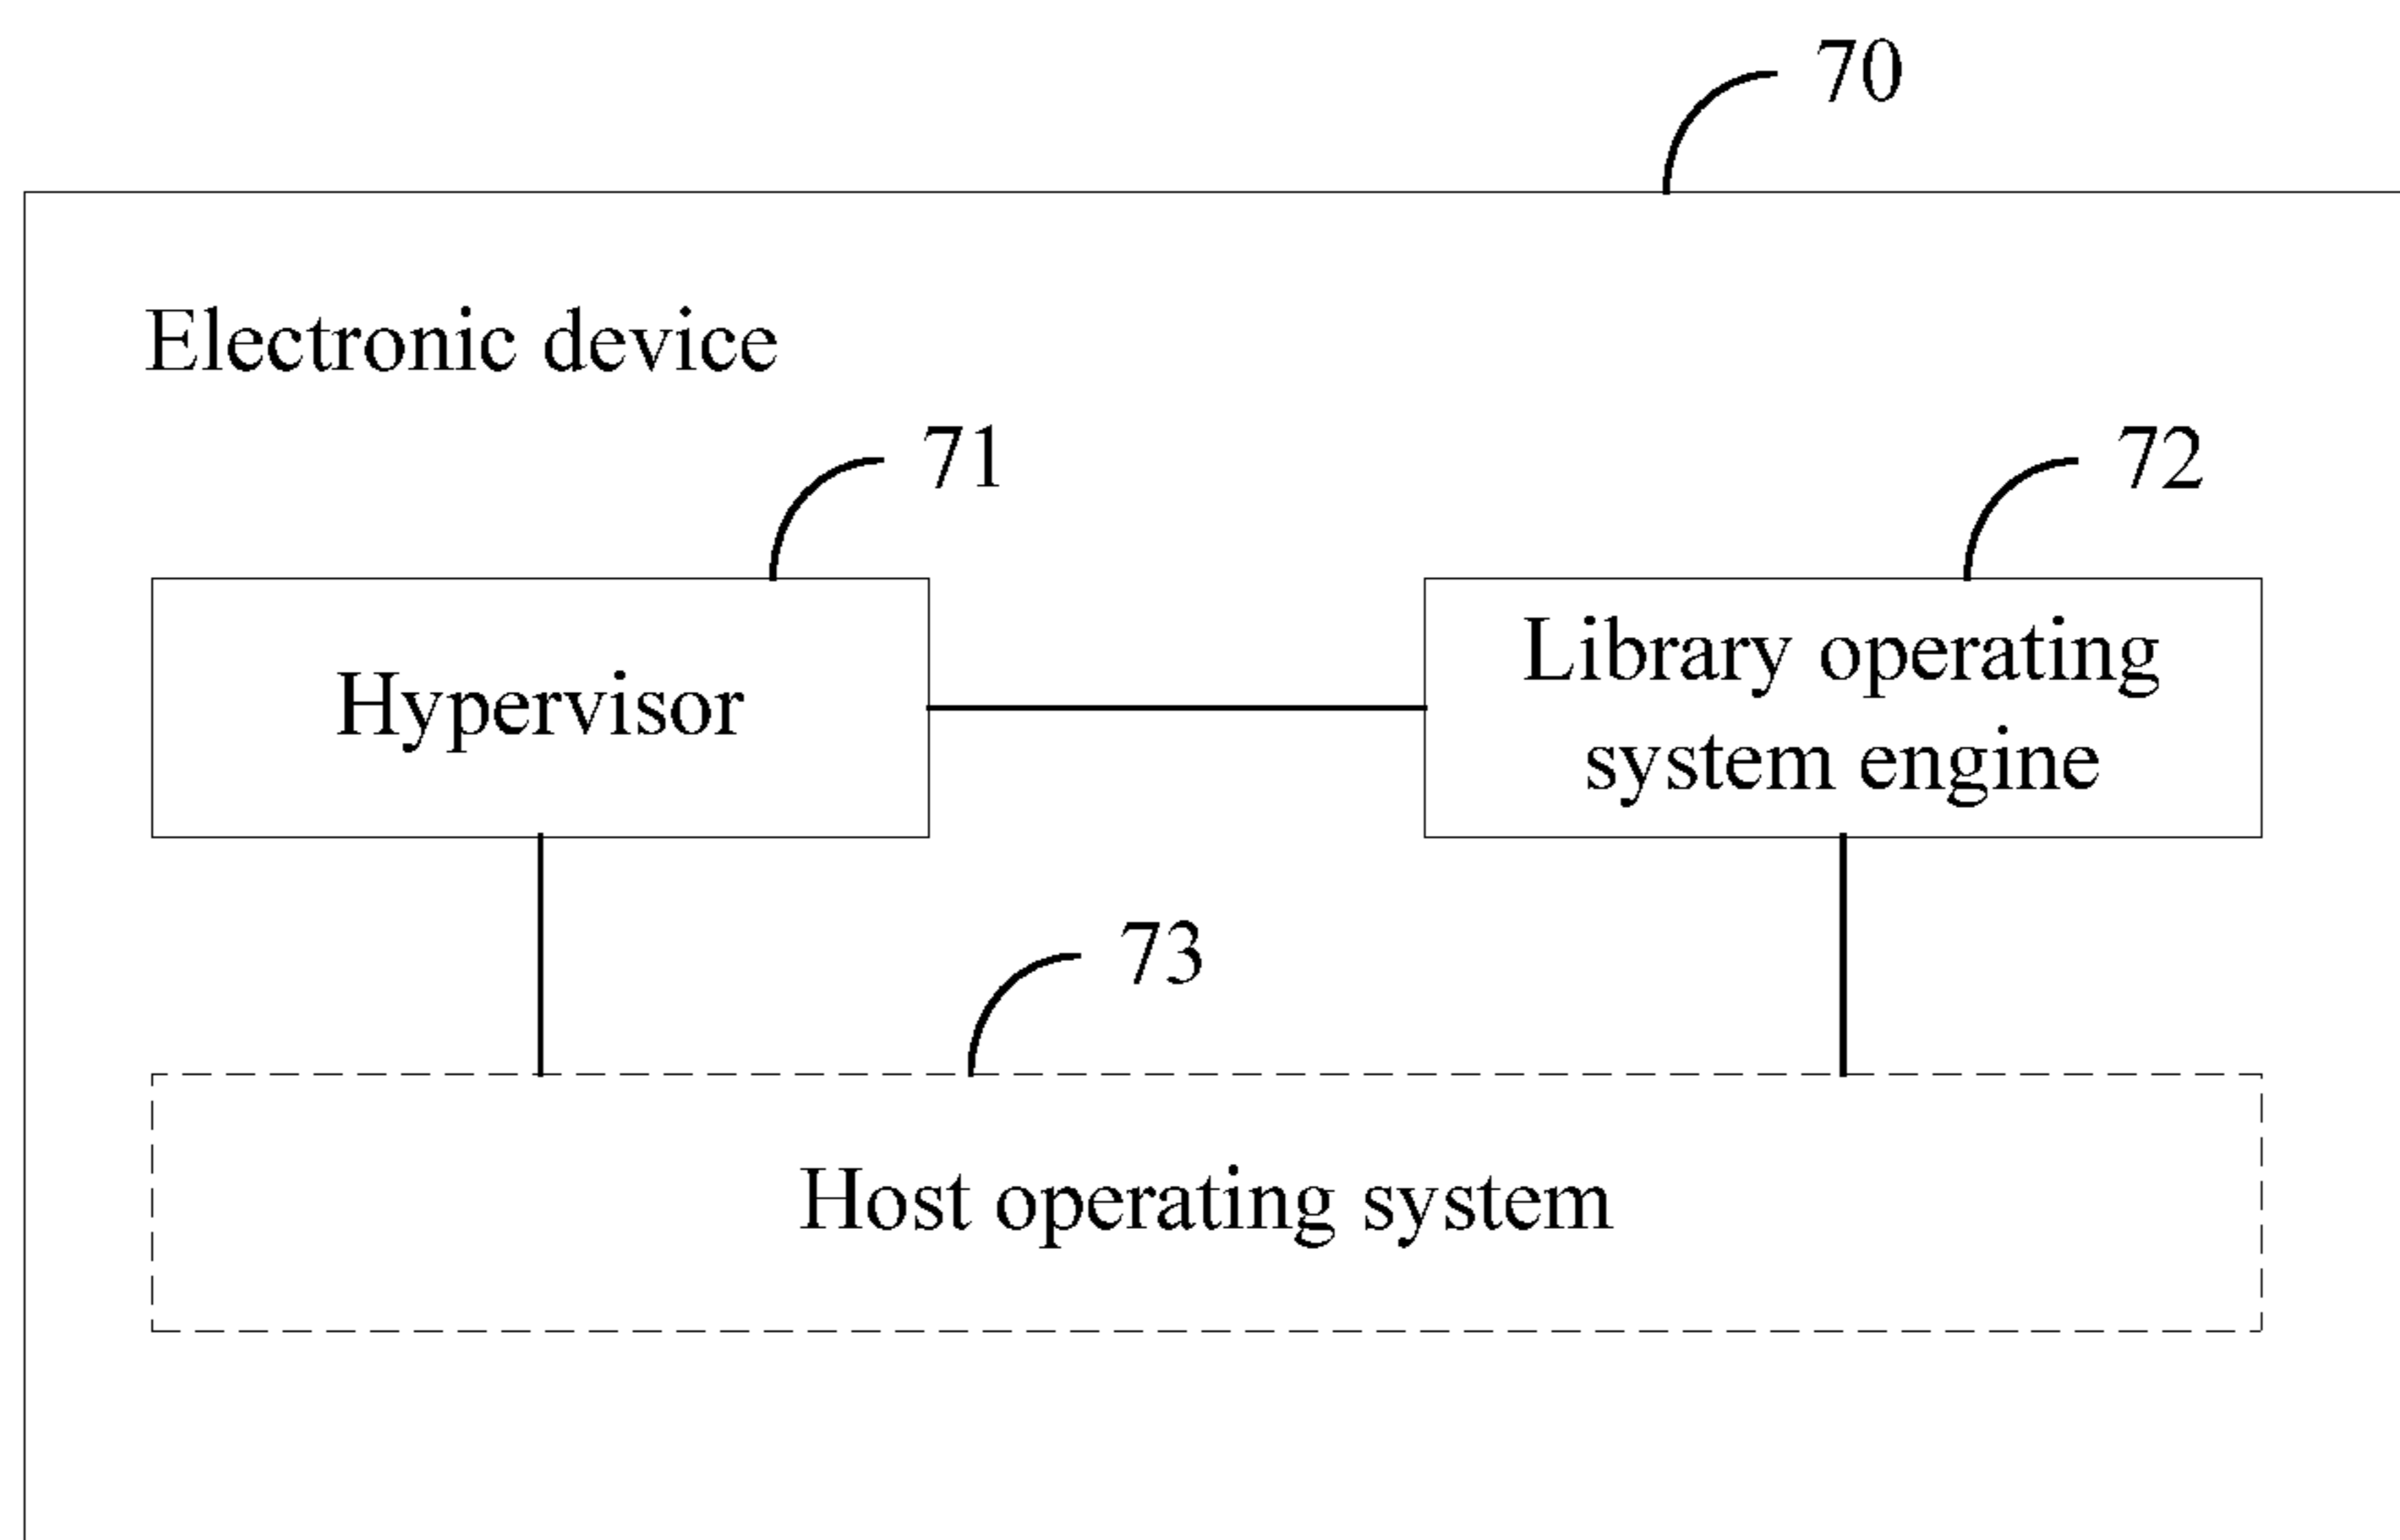 70
Electronic device
71
72
Hypervisor
Library operating
system engine
73
Host operating system